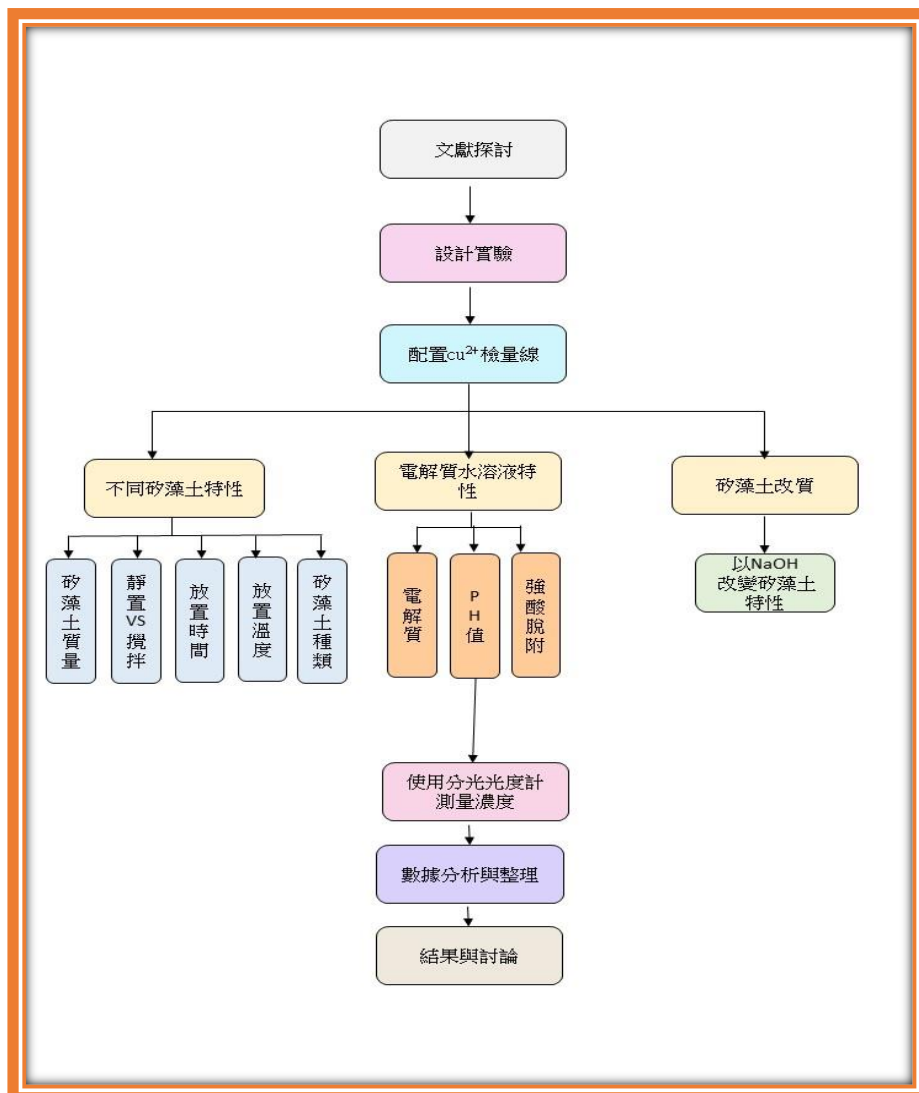 文獻探討
設計實驗
配置cu²⁺檢量線
不同矽藻土特性
電解質水溶液特
性
矽藻土改質
矽藻土質量
靜置VS攪拌
放置時間
放置溫度
矽藻土種類
電解質
PH值
強酸脫附
以NaOH
改變矽藻土
特性
使用分光光度計
測量濃度
數據分析與整理
結果與討論